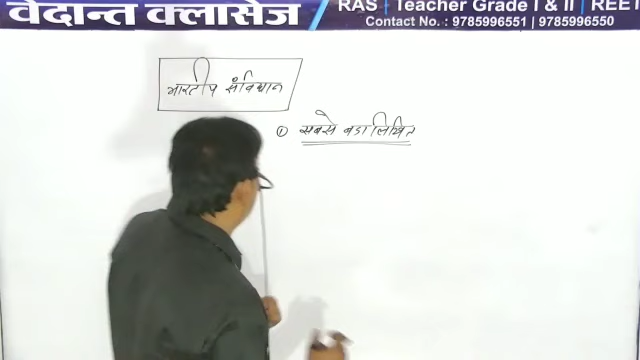 वेदान्त क्लासेज
RAS Teacher Grade I & II | REET
Contact No. : 9785996551 | 9785996550
भारतीय संविधान
① सबसे बडा लिखित